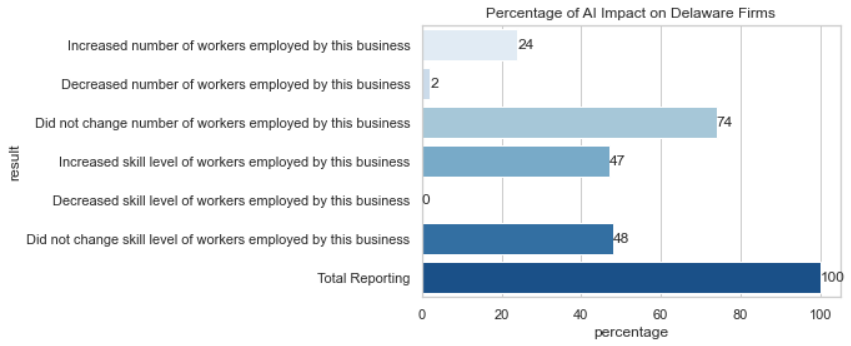 Percentage of AI Impact on Delaware Firms
Increased number of workers employed by this business 24
Decreased number of workers employed by this business 2
Did not change number of workers employed by this business 74
Increased skill level of workers employed by this business 47
Decreased skill level of workers employed by this business 0
Did not change skill level of workers employed by this business 48
Total Reporting 100
result
0 20 40 60 80 100
percentage